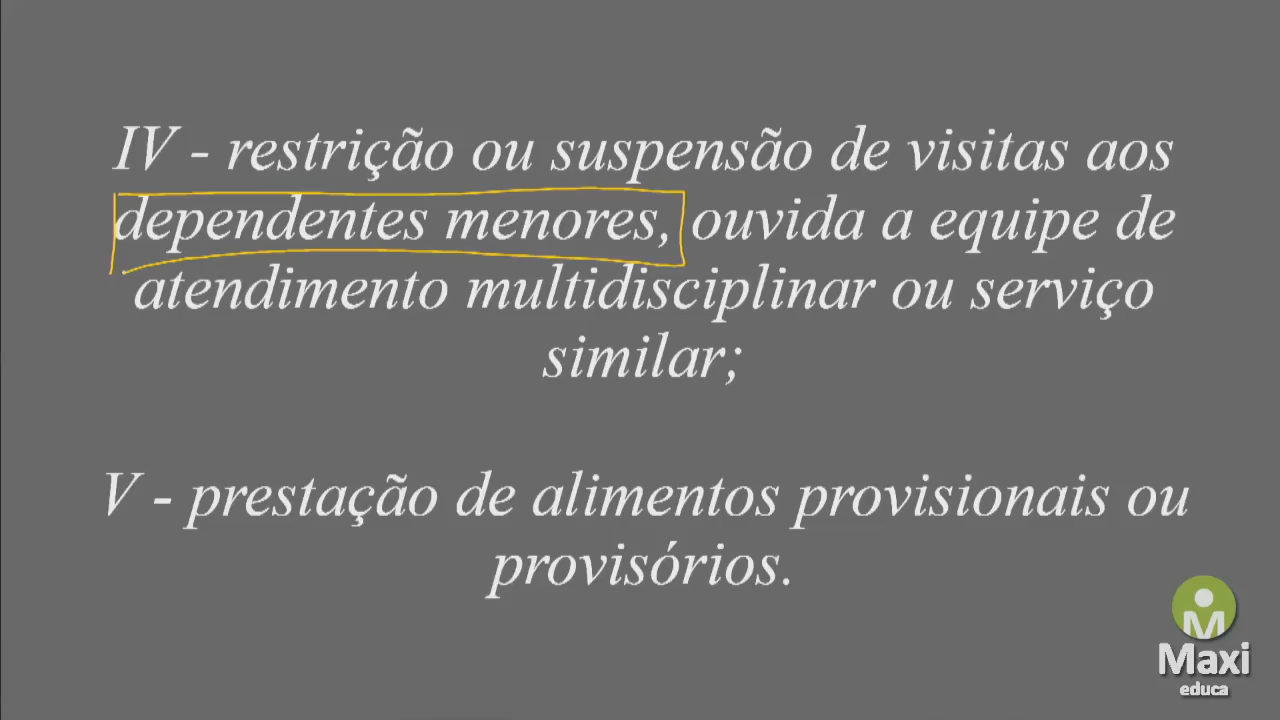 IV - restrição ou suspensão de visitas aos
dependentes menores, ouvida a equipe de
atendimento multidisciplinar ou serviço
similar;
V - prestação de alimentos provisionais ou
provisórios.
M
Maxi
educa